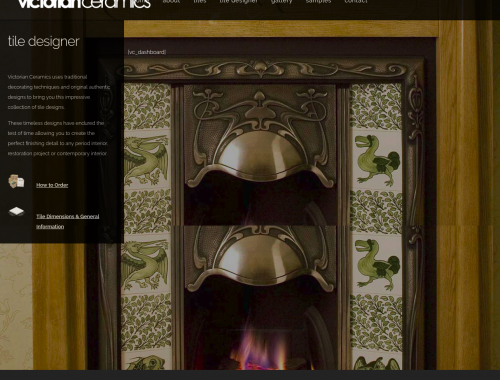 victorianceramics
about tiles tile designer gallery samples contact
tile designer
[vc_dashboard]
Victorian Ceramics uses traditional
decorating techniques and original authentic
designs to bring you this impressive
collection of tile designs.
These timeless designs have endured the
test of time allowing you to create the
perfect finishing detail to any period interior,
restoration project or contemporary interior.
How to Order
Tile Dimensions & General
Information